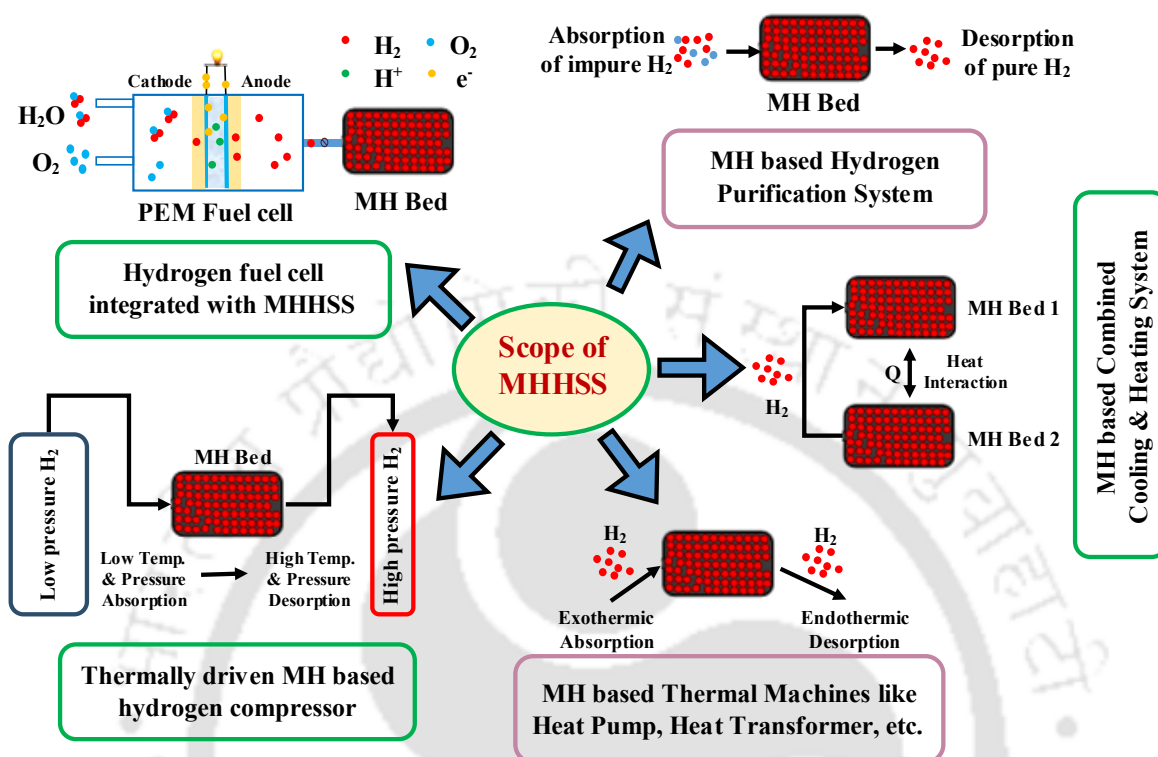 H2
O2
H+
e-
Cathode
Anode
H2O
O2
PEM Fuel cell
MH Bed
Hydrogen fuel cell
integrated with MHHSS
Absorption
of impure H2
MH Bed
Desorption
of pure H2
MH based Hydrogen
Purification System
Scope of
MHHSS
H2
MH Bed 1
Q
Heat
Interaction
MH Bed 2
MH based Combined
Cooling & Heating System
Low pressure H2
MH Bed
High pressure H2
Low Temp.
& Pressure
Absorption
High Temp.
& Pressure
Desorption
Thermally driven MH based
hydrogen compressor
H2
H2
Exothermic
Absorption
Endothermic
Desorption
MH based Thermal Machines like
Heat Pump, Heat Transformer, etc.